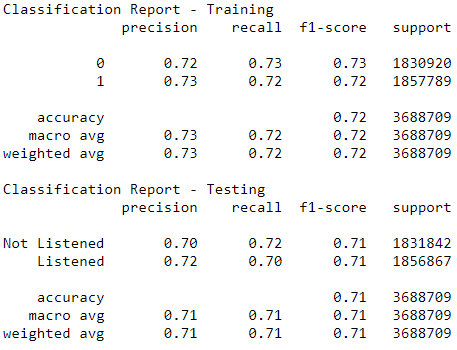 Classification Report - Training
precision recall f1-score support
0 0.72 0.73 0.73 1830920
1 0.73 0.72 0.72 1857789
accuracy 0.72 3688709
macro avg 0.73 0.72 0.72 3688709
weighted avg 0.73 0.72 0.72 3688709
Classification Report - Testing
precision recall f1-score support
Not Listened 0.70 0.72 0.71 1831842
Listened 0.72 0.70 0.71 1856867
accuracy 0.71 3688709
macro avg 0.71 0.71 0.71 3688709
weighted avg 0.71 0.71 0.71 3688709